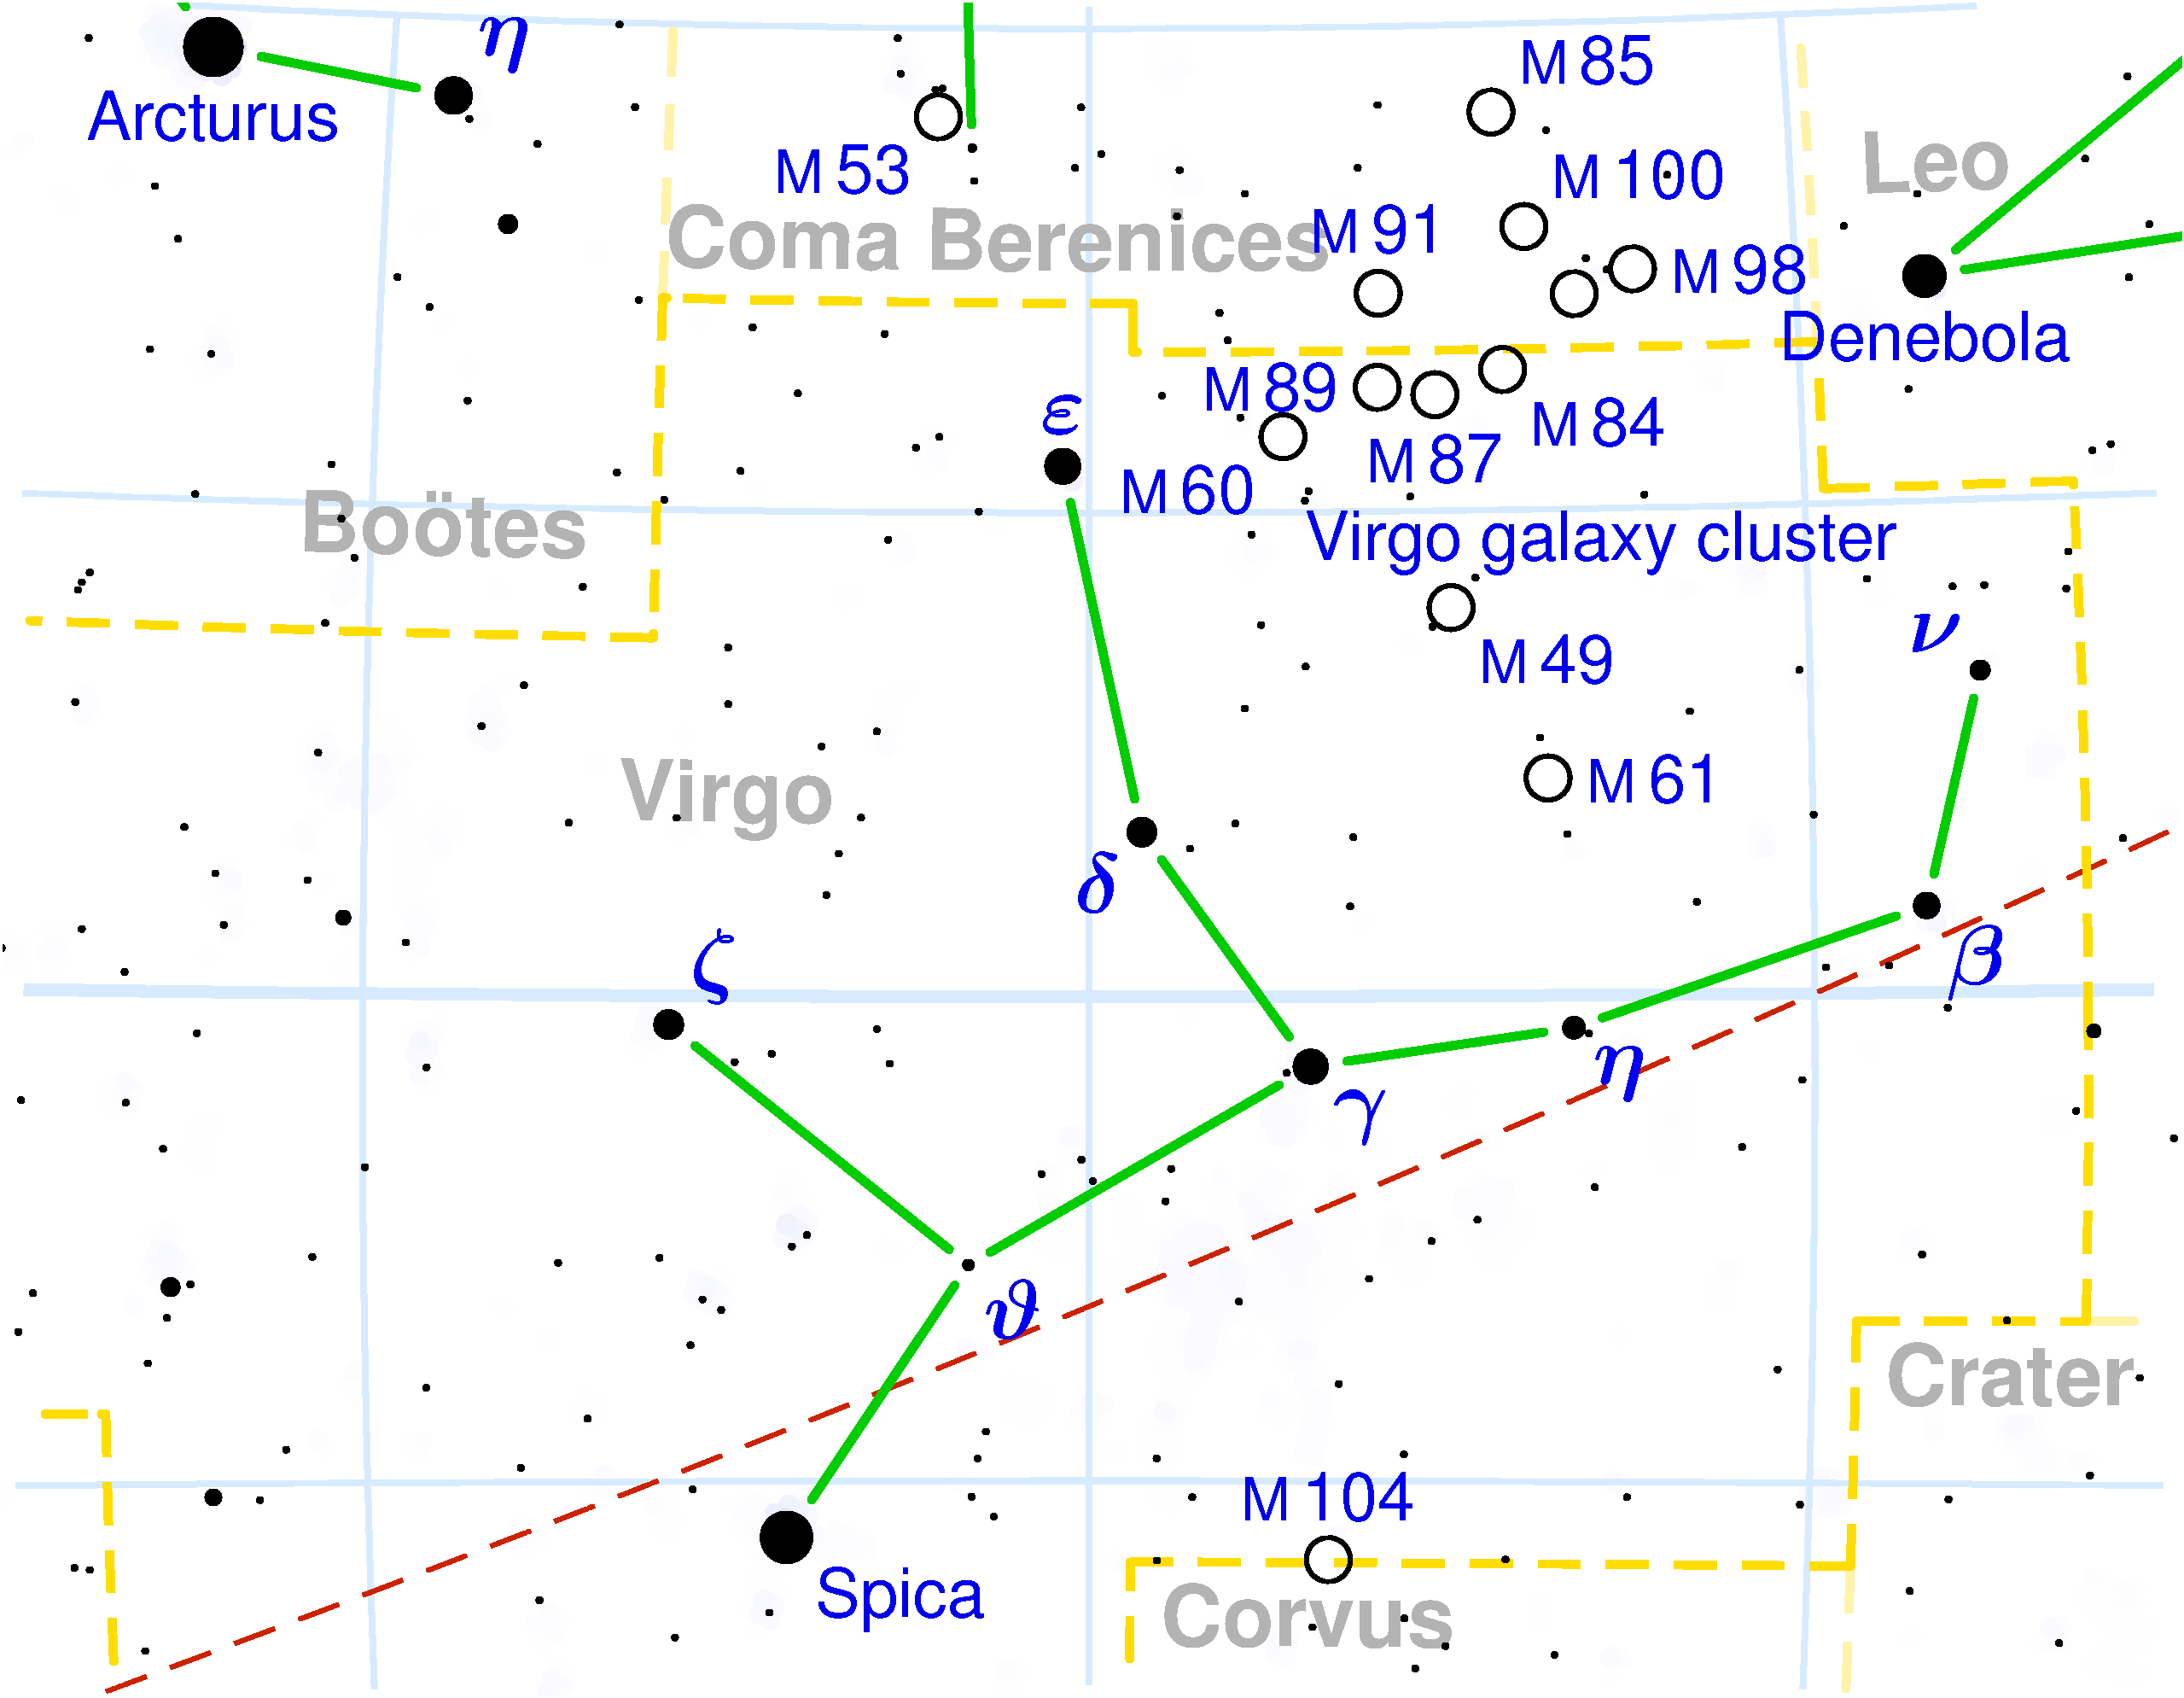 η
Arcturus
M 85
M 53
M 100
Leo
Coma Berenices
M 91
M 98
Denebola
M 89
ε
M 84
M 87
M 60
Boötes
Virgo galaxy cluster
ν
M 49
Virgo
M 61
δ
ζ
β
η
γ
ϑ
Crater
M 104
Spica
Corvus